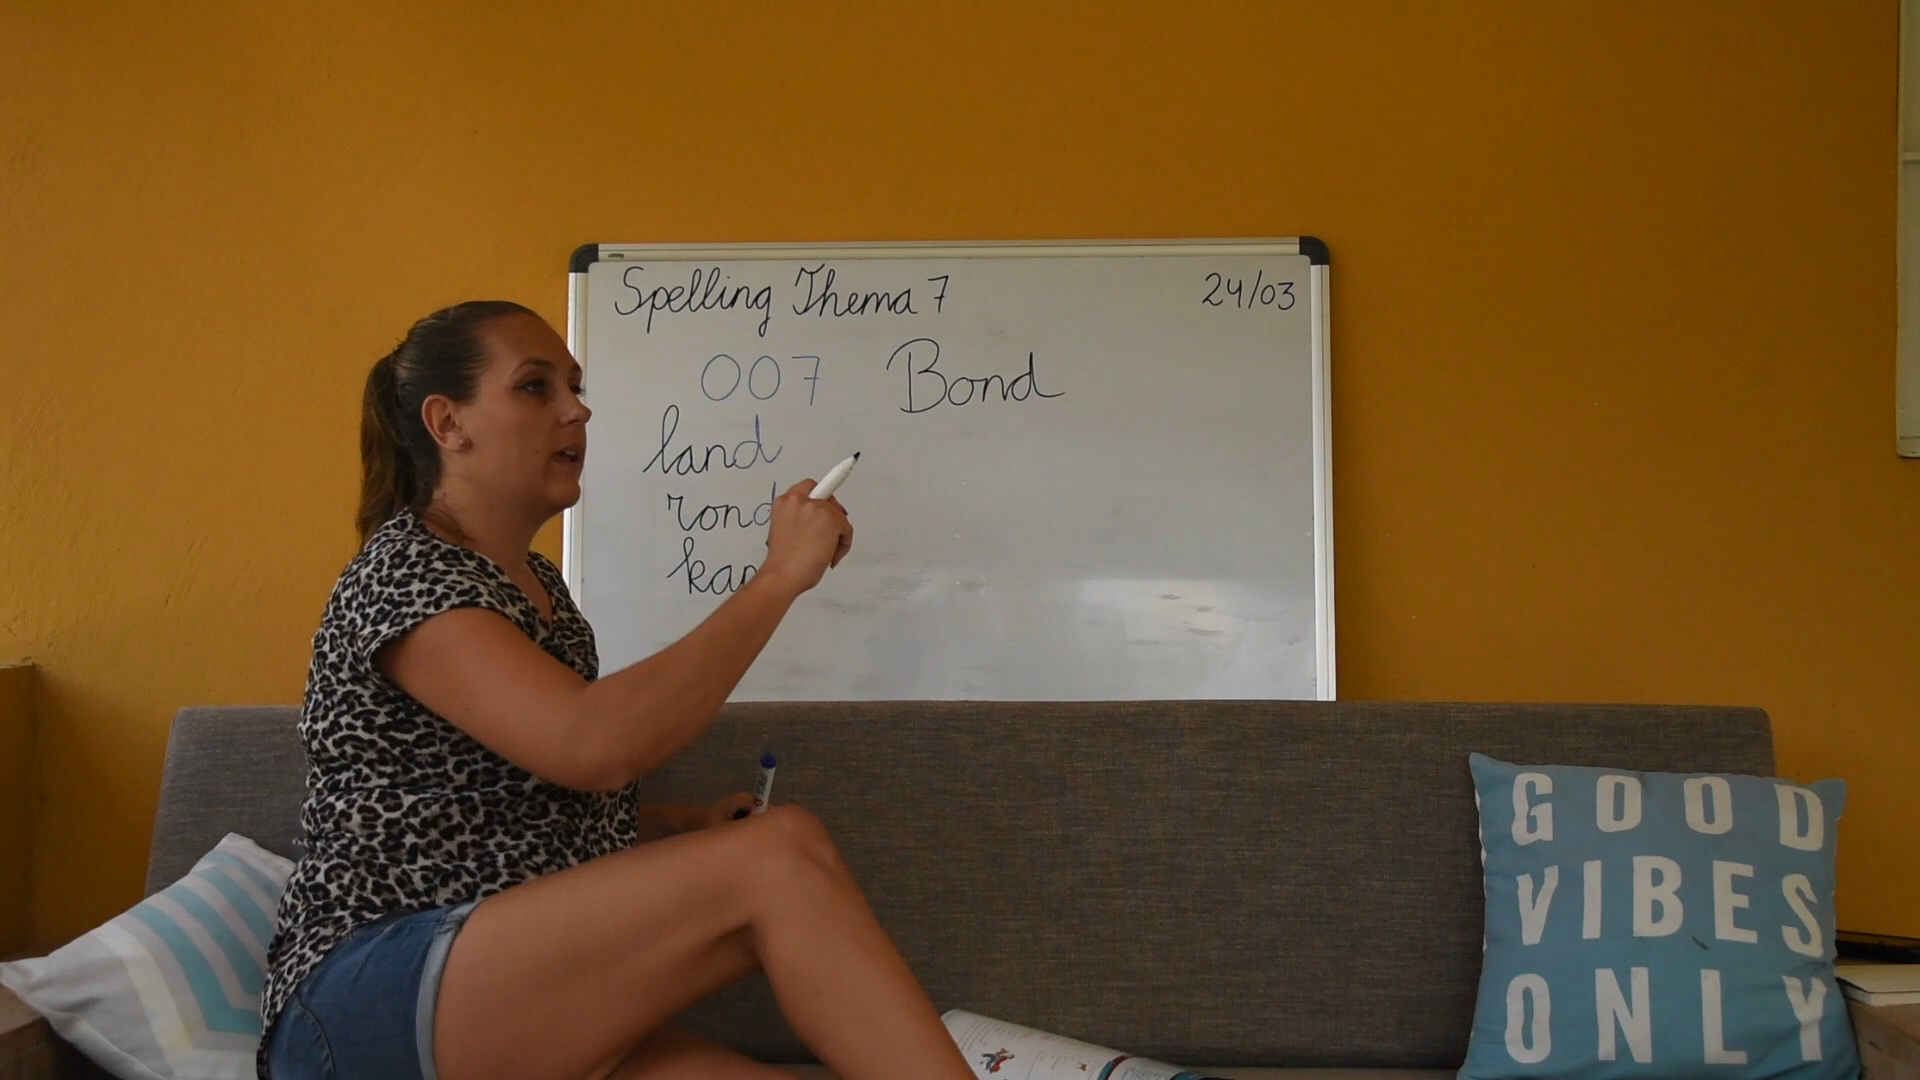 Spelling Thema 7 24/03
007 Bond
land
rond
GOOD
VIBES
ONLY